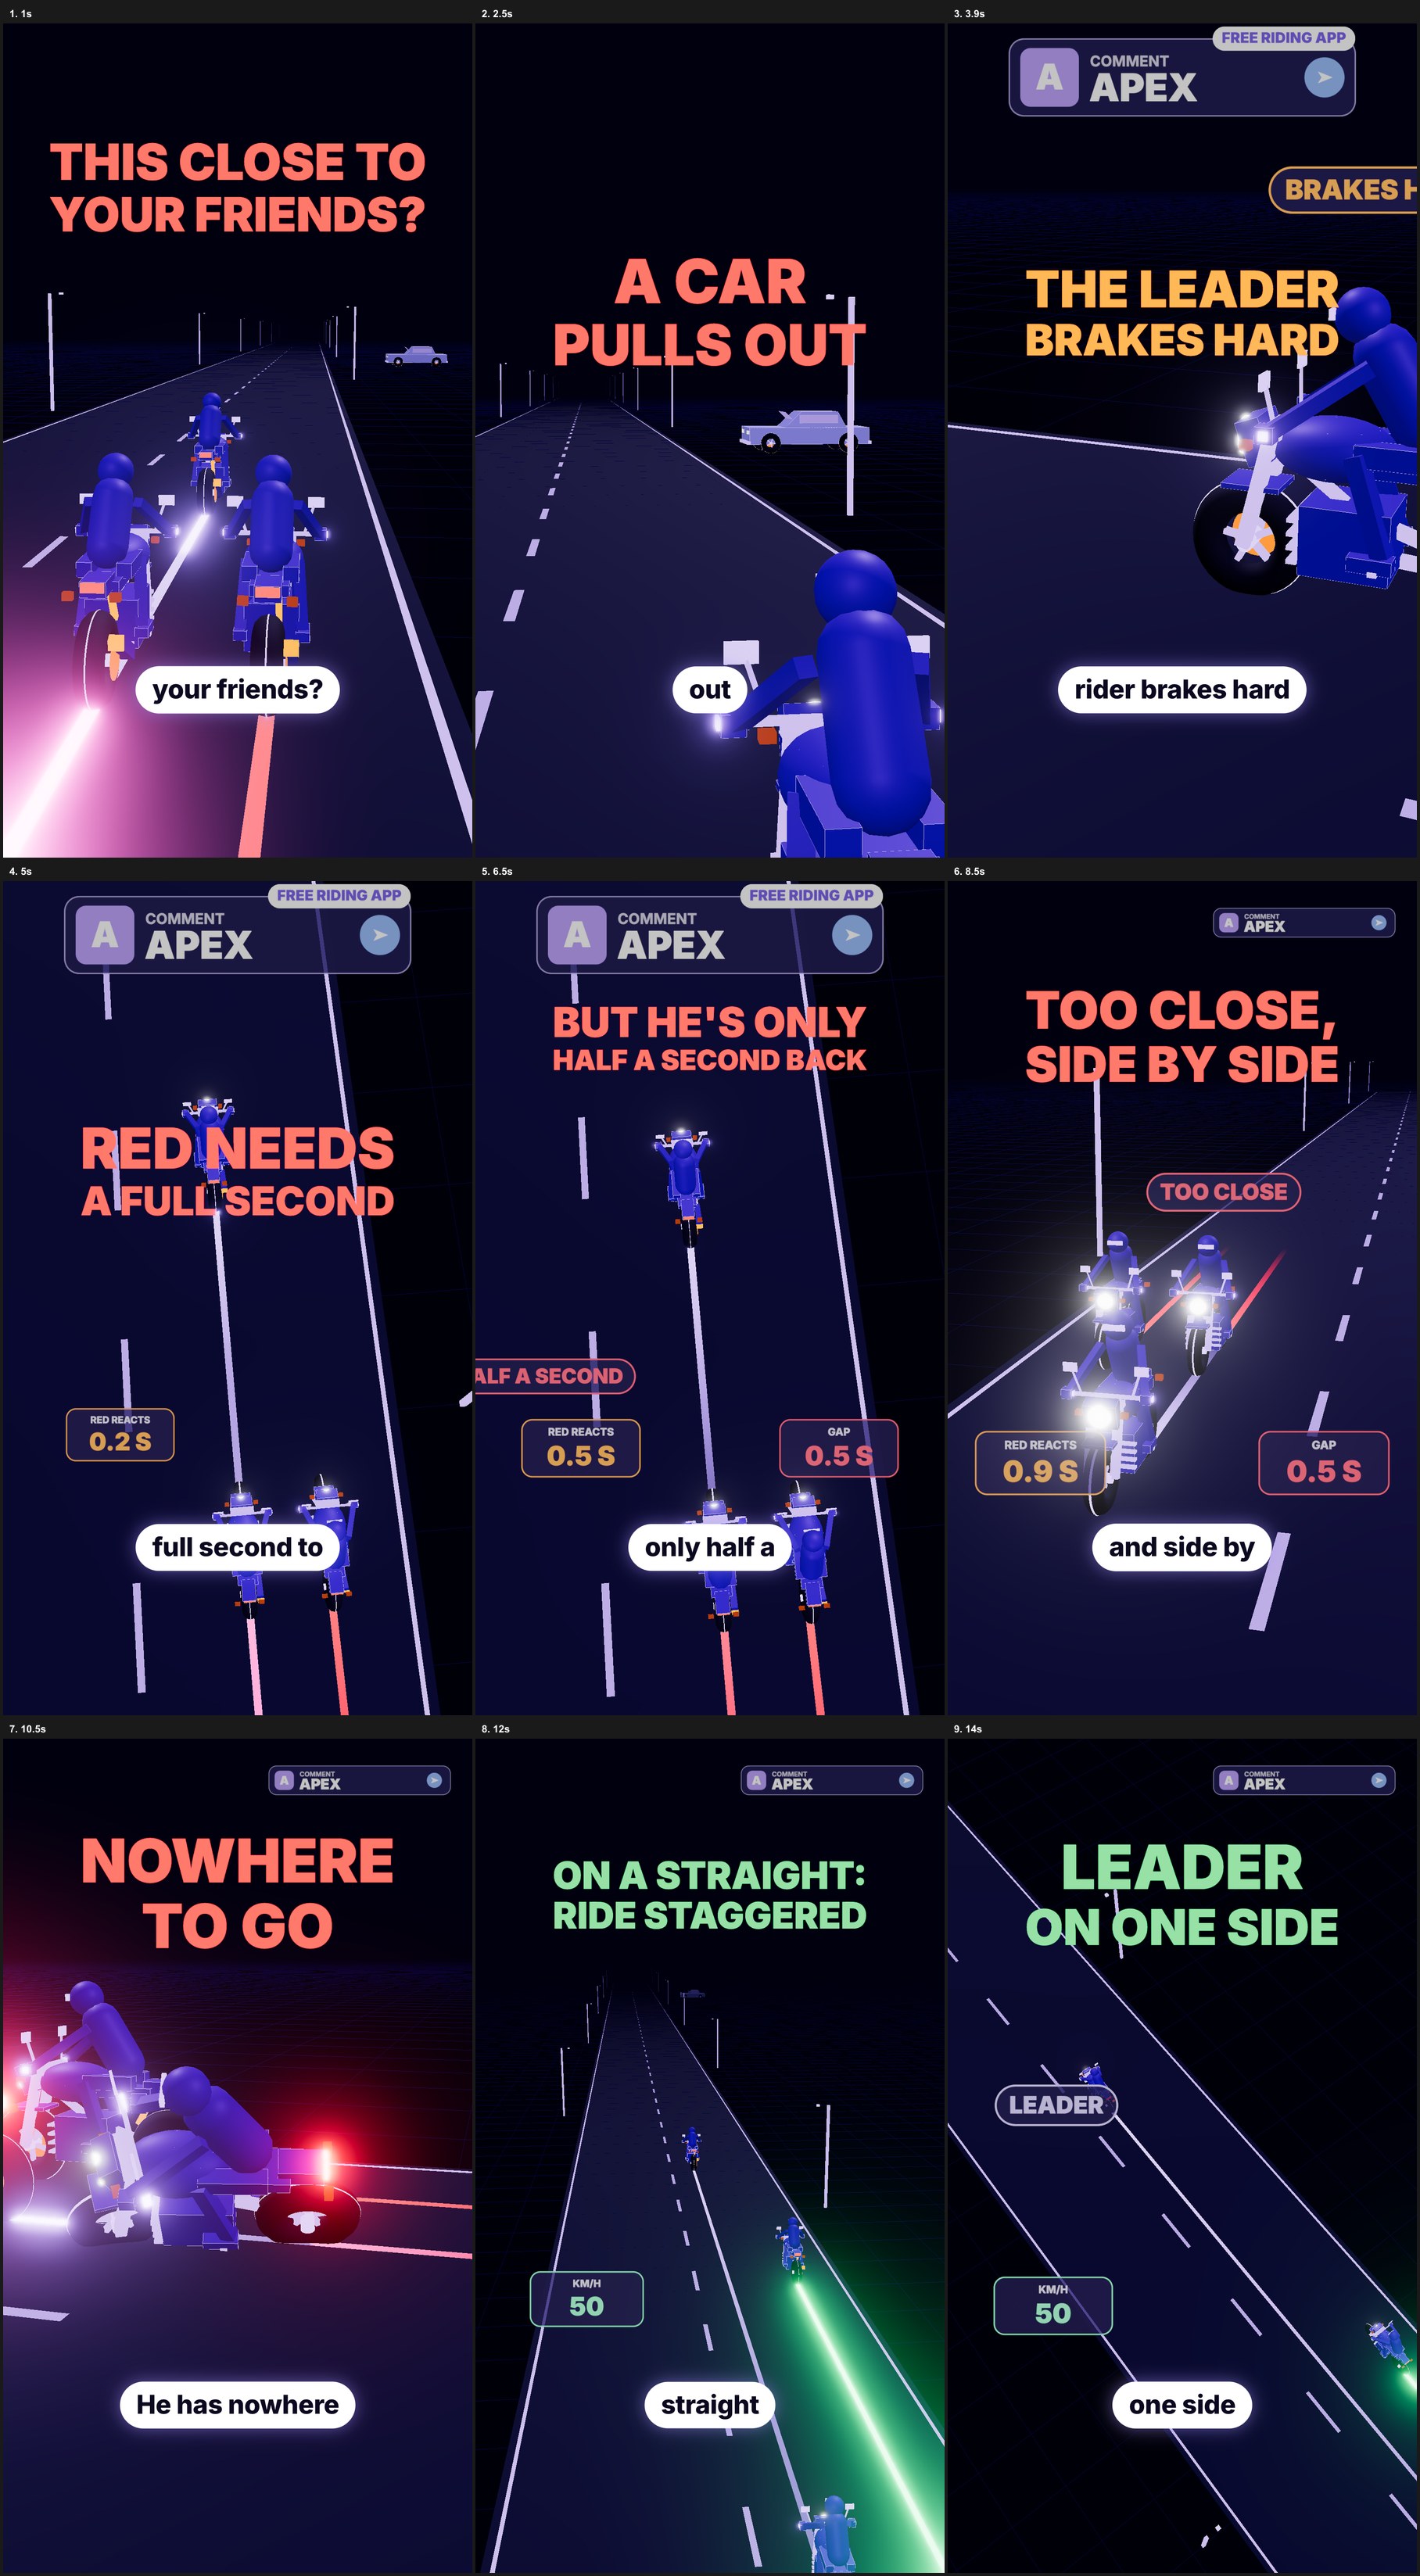 1. 1s
THIS CLOSE TO
YOUR FRIENDS?
your friends?
2. 2.5s
A CAR
PULLS OUT
out
3. 3.9s
FREE RIDING APP
A
COMMENT
APEX
BRAKES H
THE LEADER
BRAKES HARD
rider brakes hard
4. 5s
FREE RIDING APP
A
COMMENT
APEX
RED NEEDS
A FULL SECOND
RED REACTS
0.2 S
full second to
5. 6.5s
FREE RIDING APP
A
COMMENT
APEX
BUT HE'S ONLY
HALF A SECOND BACK
ALF A SECOND
RED REACTS
0.5 S
GAP
0.5 S
only half a
6. 8.5s
A
COMMENT
APEX
TOO CLOSE,
SIDE BY SIDE
TOO CLOSE
RED REACTS
0.9 S
GAP
0.5 S
and side by
7. 10.5s
A
COMMENT
APEX
NOWHERE
TO GO
He has nowhere
8. 12s
A
COMMENT
APEX
ON A STRAIGHT:
RIDE STAGGERED
KM/H
50
straight
9. 14s
A
COMMENT
APEX
LEADER
ON ONE SIDE
LEADER
KM/H
50
one side